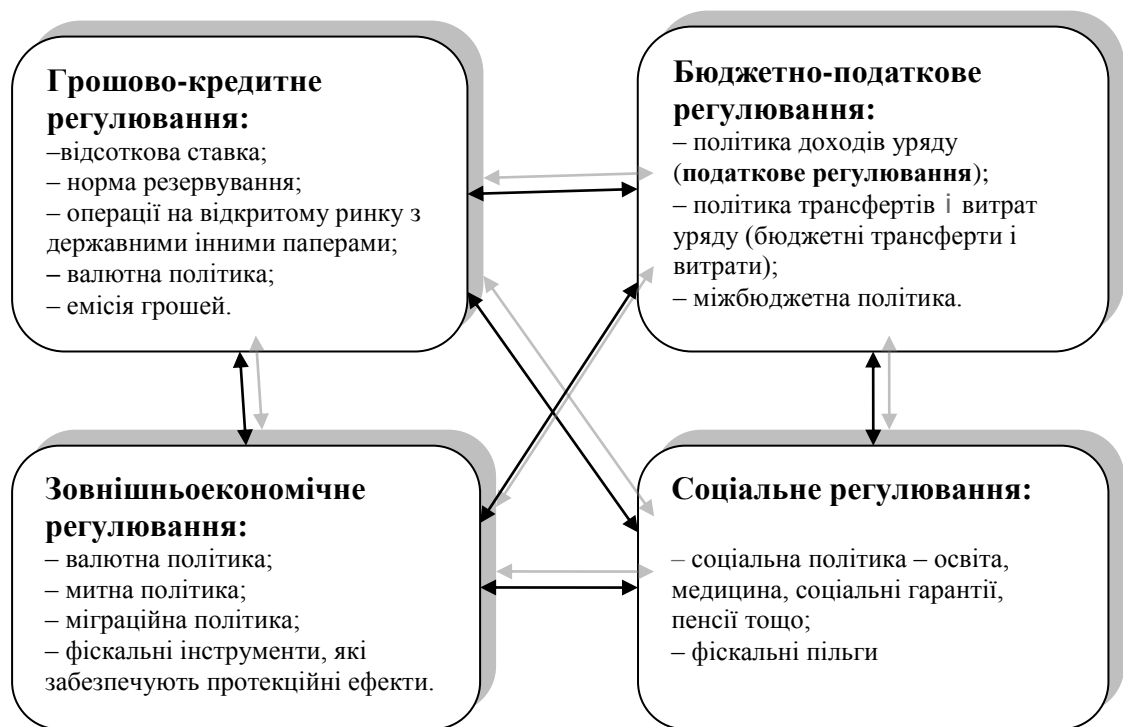 Грошово-кредитне
регулювання:
–відсоткова ставка;
– норма резервування;
– операції на відкритому ринку з
державними інними паперами;
– валютна політика;
– емісія грошей.
Бюджетно-податкове
регулювання:
– політика доходів уряду
(податкове регулювання);
– політика трансфертів і витрат
уряду (бюджетні трансферти і
витрати);
– міжбюджетна політика.
Зовнішньоекономічне
регулювання:
– валютна політика;
– митна політика;
– міграційна політика;
– фіскальні інструменти, які
забезпечують протекційні ефекти.
Соціальне регулювання:
– соціальна політика – освіта,
медицина, соціальні гарантії,
пенсії тощо;
– фіскальні пільги